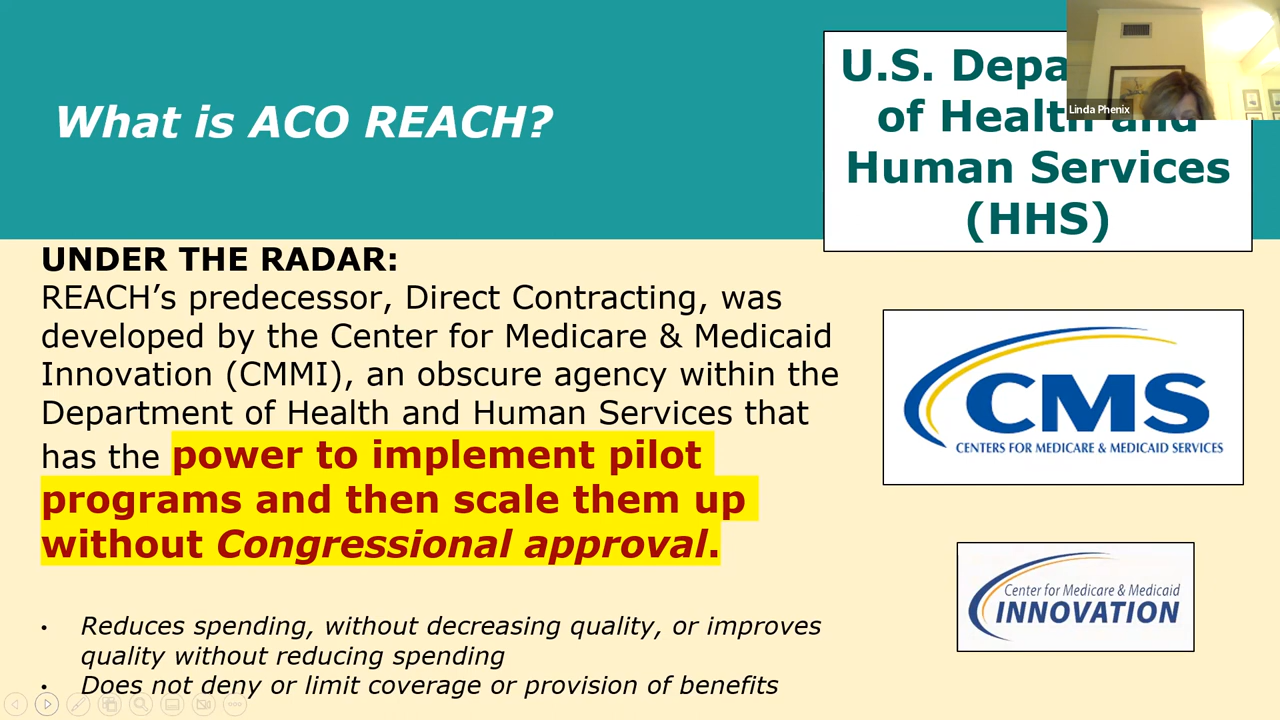 What is ACO REACH?
U.S. Depa
of Health and
Human Services
(HHS)
Linda Phenix
UNDER THE RADAR:
REACH’s predecessor, Direct Contracting, was
developed by the Center for Medicare & Medicaid
Innovation (CMMI), an obscure agency within the
Department of Health and Human Services that
has the power to implement pilot
programs and then scale them up
without Congressional approval.
• Reduces spending, without decreasing quality, or improves
quality without reducing spending
• Does not deny or limit coverage or provision of benefits
CMS
CENTERS FOR MEDICARE & MEDICAID SERVICES
Center for Medicare & Medicaid
INNOVATION